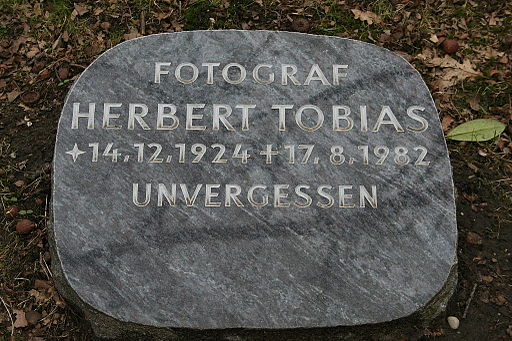 FOTOGRAF
HERBERT TOBIAS
✦14.12.1924 ✝17.8.1982
UNVERGESSEN